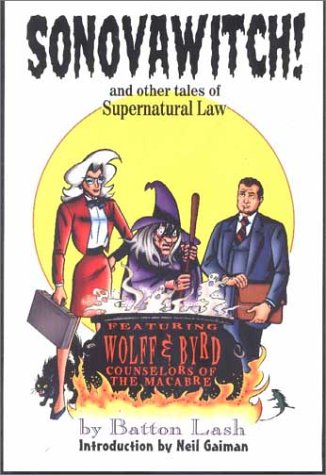 SONOVAWITCH!
and other tales of
Supernatural Law
FEATURING
WOLFF & BYRD
COUNSELORS OF
THE MACABRE
by Batton Lash
Introduction by Neil Gaiman